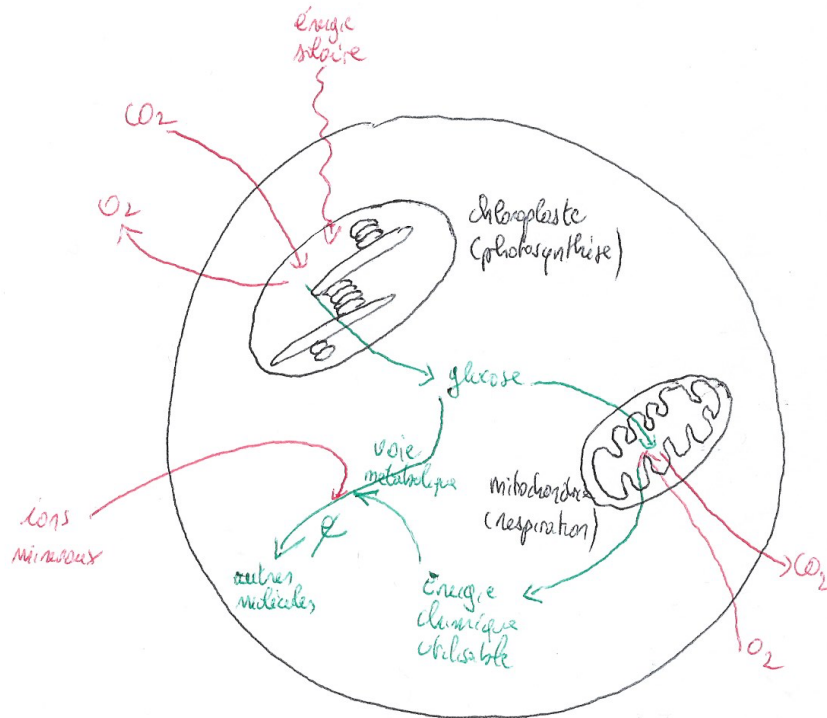 énergie
solaire
CO2
O2
chloroplaste
(photosynthèse)
glucose
voie
métabolique
mitochondrie
(respiration)
ions
minéraux
autres
molécules
Énergie
chimique
utilisable
CO2
O2